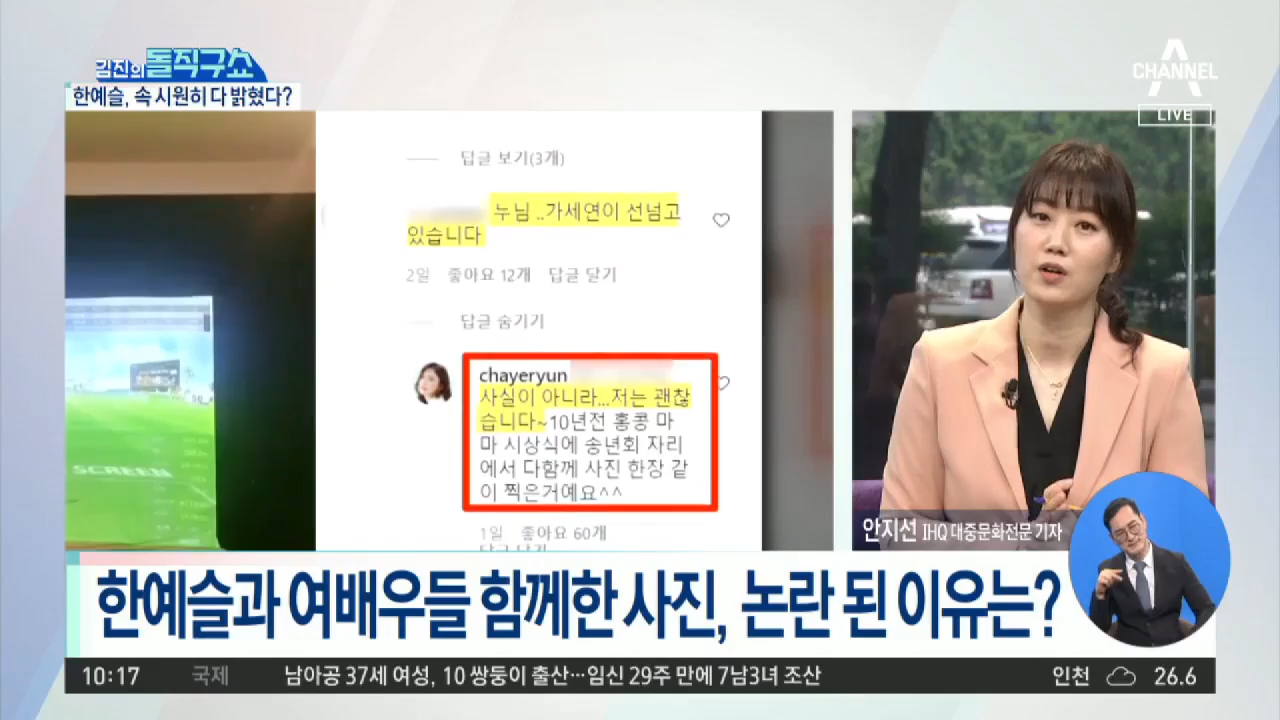 김진의 돌직구쇼
한예슬, 속 시원히 다 밝혔다?
CHANNEL A
LIVE
답글 보기(3개)
누님 ..가세연이 선넘고
있습니다
2일 좋아요 12개 답글 달기
답글 숨기기
chayeryun
사실이 아니라...저는 괜찮
습니다~10년전 홍콩 마
마 시상식에 송년회 자리
에서 다함께 사진 한장 같
이 찍은거예요^^
1일 좋아요 60개
답글 달기
SCREEN
안지선 IHQ 대중문화전문 기자
한예슬과 여배우들 함께한 사진, 논란 된 이유는?
10:17 국제 남아공 37세 여성, 10 쌍둥이 출산…임신 29주 만에 7남3녀 조산 인천 26.6